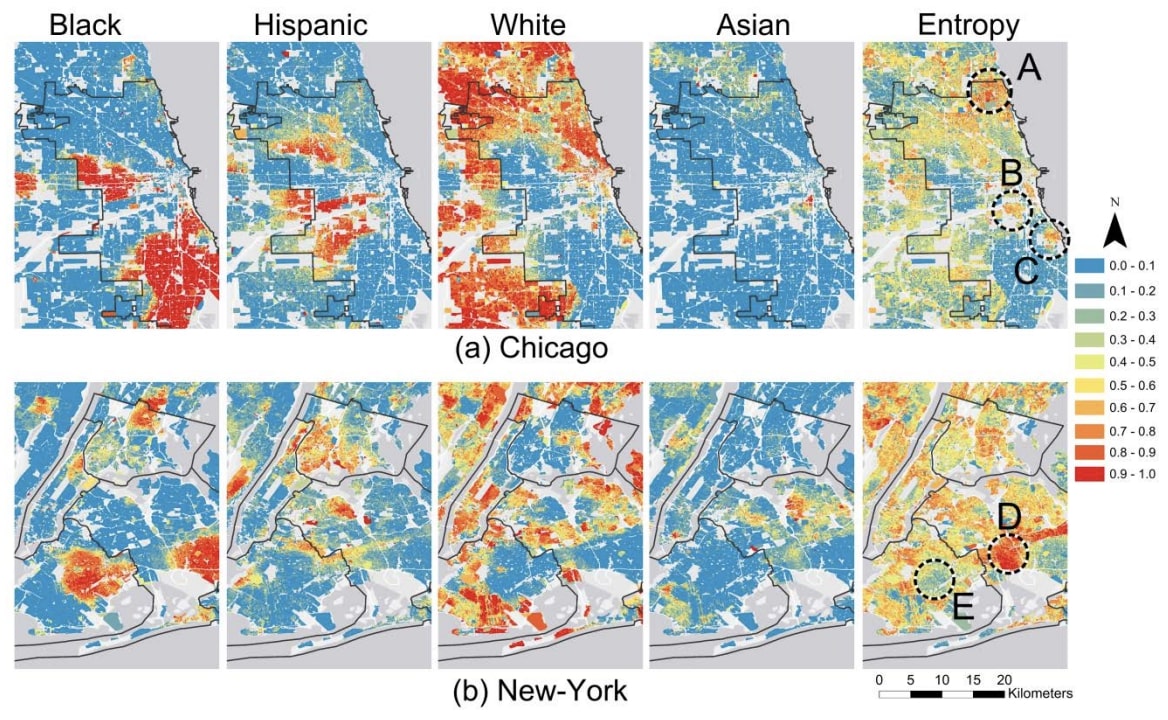 Black Hispanic White Asian Entropy
A
B
C
N
0.0 - 0.1
0.1 - 0.2
0.2 - 0.3
0.3 - 0.4
0.4 - 0.5
0.5 - 0.6
0.6 - 0.7
0.7 - 0.8
0.8 - 0.9
0.9 - 1.0
(a) Chicago
D
E
(b) New-York
0 5 10 15 20
Kilometers